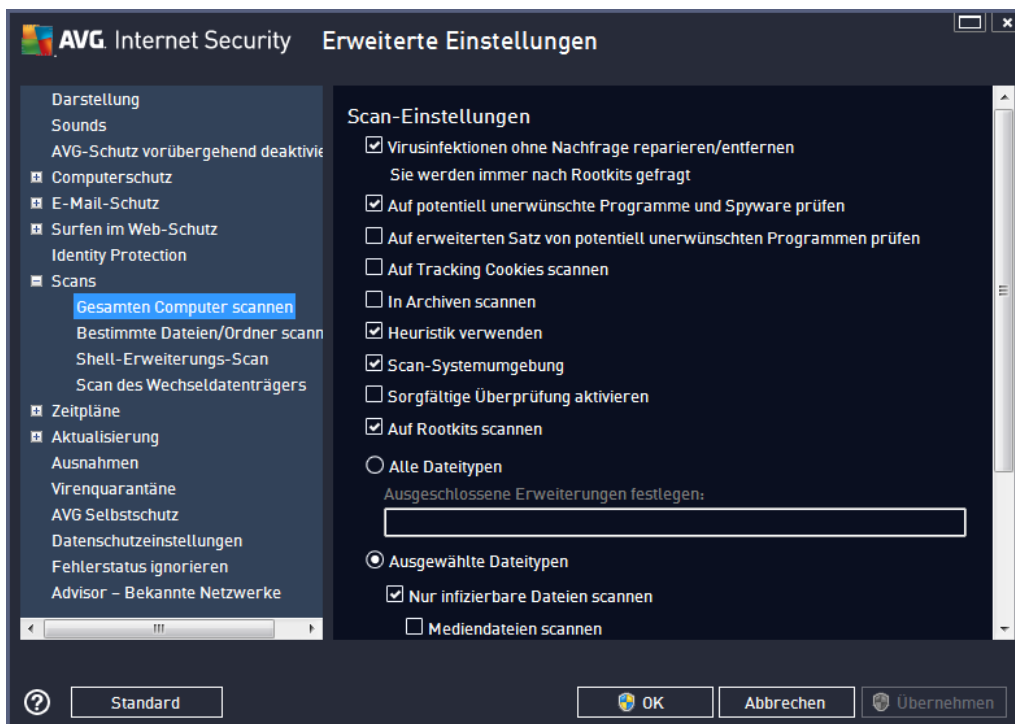 AVG. Internet Security Erweiterte Einstellungen
Darstellung
Sounds
AVG-Schutz vorübergehend deaktivie
Computerschutz
E-Mail-Schutz
Surfen im Web-Schutz
Identity Protection
Scans
Gesamten Computer scannen
Bestimmte Dateien/Ordner scann
Shell-Erweiterungs-Scan
Scan des Wechseldatenträgers
Zeitpläne
Aktualisierung
Ausnahmen
Virenquarantäne
AVG Selbstschutz
Datenschutzeinstellungen
Fehlerstatus ignorieren
Advisor – Bekannte Netzwerke
Scan-Einstellungen
Virusinfektionen ohne Nachfrage reparieren/entfernen
Sie werden immer nach Rootkits gefragt
Auf potentiell unerwünschte Programme und Spyware prüfen
Auf erweiterten Satz von potentiell unerwünschten Programmen prüfen
Auf Tracking Cookies scannen
In Archiven scannen
Heuristik verwenden
Scan-Systemumgebung
Sorgfältige Überprüfung aktivieren
Auf Rootkits scannen
Alle Dateitypen
Ausgeschlossene Erweiterungen festlegen:
Ausgewählte Dateitypen
Nur infizierbare Dateien scannen
Mediendateien scannen
Standard
OK
Abbrechen
Übernehmen